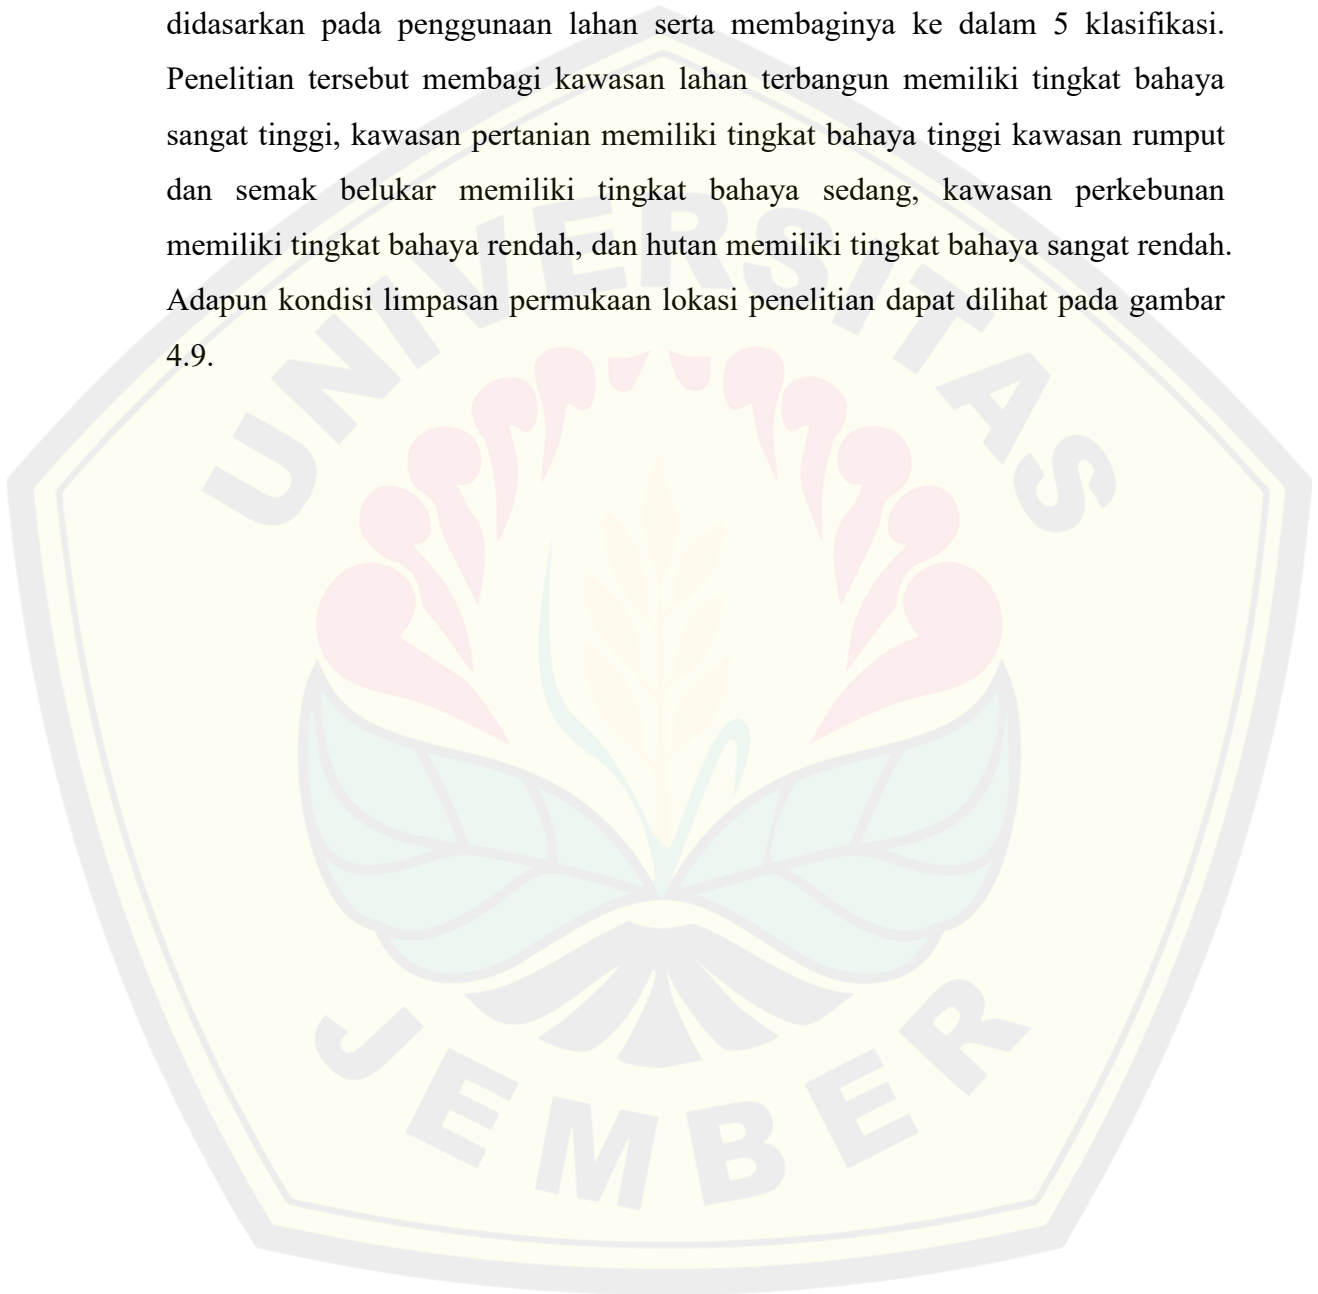 didasarkan pada penggunaan lahan serta membaginya ke dalam 5 klasifikasi.
Penelitian tersebut membagi kawasan lahan terbangun memiliki tingkat bahaya
sangat tinggi, kawasan pertanian memiliki tingkat bahaya tinggi kawasan rumput
dan semak belukar memiliki tingkat bahaya sedang, kawasan perkebunan
memiliki tingkat bahaya rendah, dan hutan memiliki tingkat bahaya sangat rendah.
Adapun kondisi limpasan permukaan lokasi penelitian dapat dilihat pada gambar
4.9.
UNIVERSITAS
JEMBER